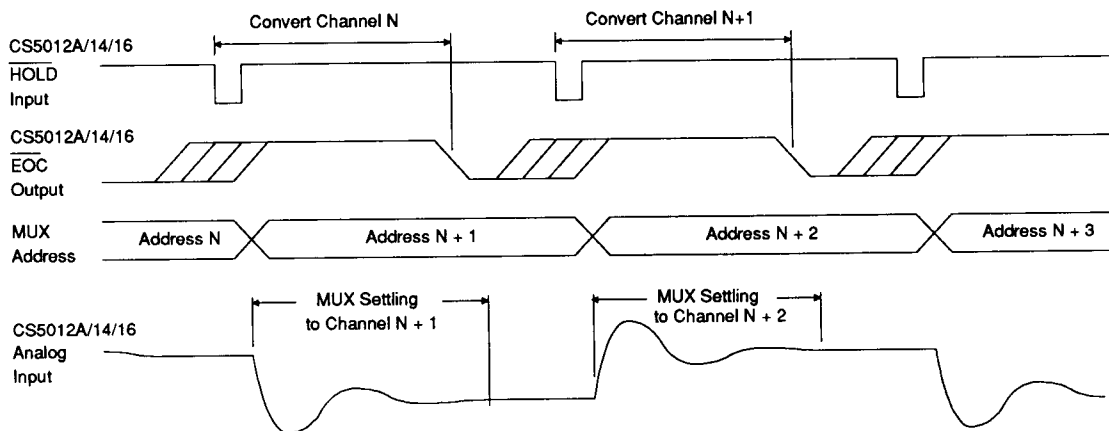 Convert Channel N
Convert Channel N+1
CS5012A/14/16
HOLD
Input
CS5012A/14/16
EOC
Output
MUX
Address
Address N
Address N + 1
Address N + 2
Address N + 3
MUX Settling
to Channel N + 1
MUX Settling
to Channel N + 2
CS5012A/14/16
Analog
Input